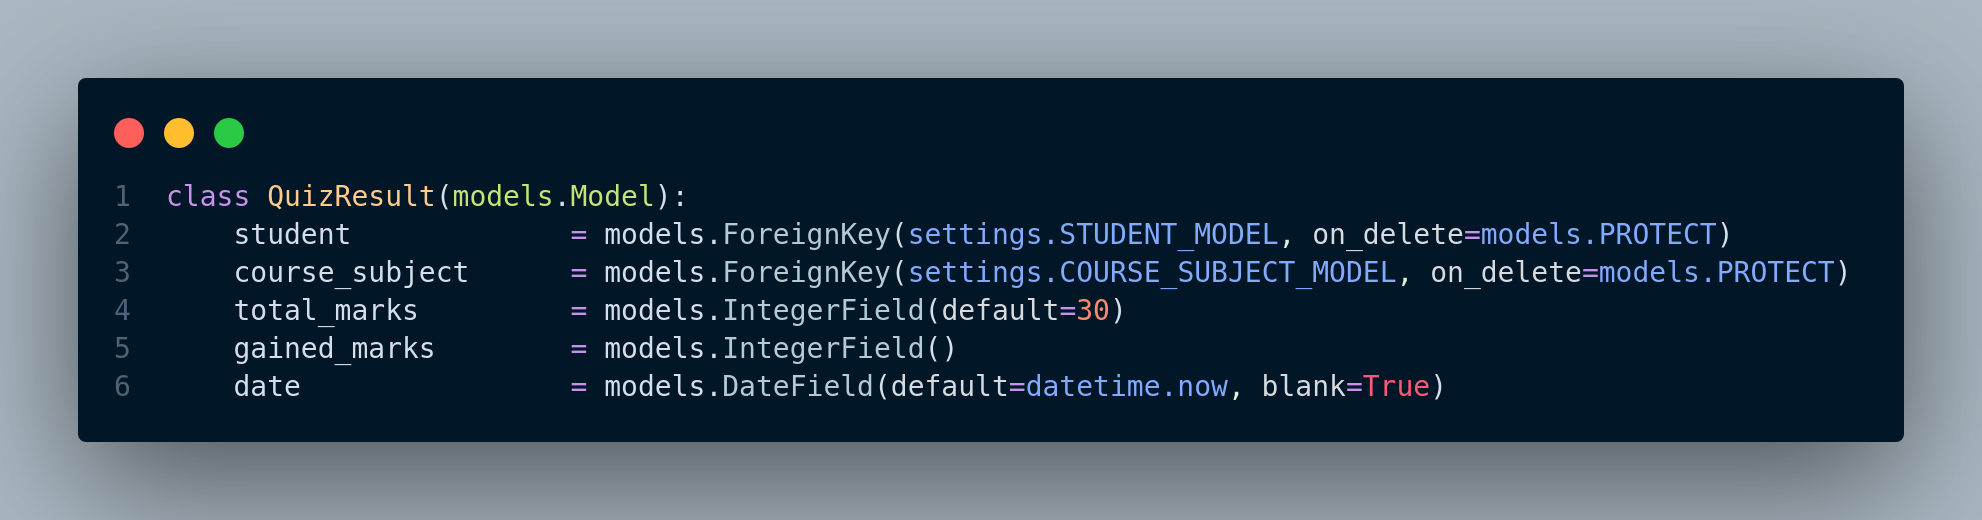 1 class QuizResult(models.Model):
2     student             = models.ForeignKey(settings.STUDENT_MODEL, on_delete=models.PROTECT)
3     course_subject      = models.ForeignKey(settings.COURSE_SUBJECT_MODEL, on_delete=models.PROTECT)
4     total_marks         = models.IntegerField(default=30)
5     gained_marks        = models.IntegerField()
6     date                = models.DateField(default=datetime.now, blank=True)